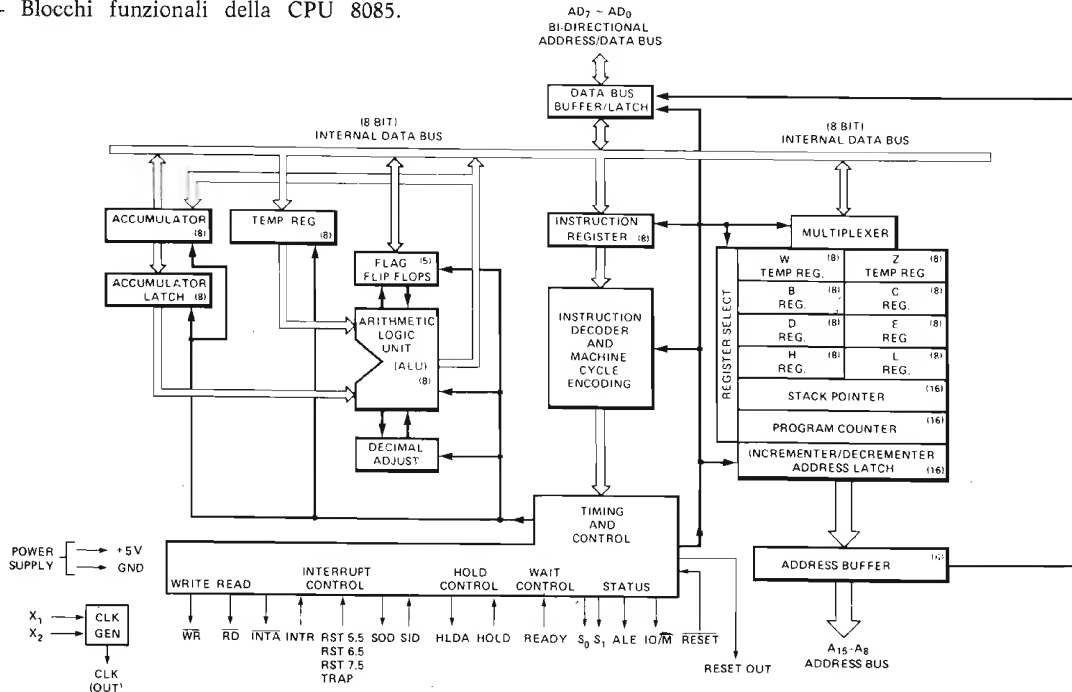 - Blocchi funzionali della CPU 8085.
AD7 – AD0
BI-DIRECTIONAL
ADDRESS/DATA BUS
DATA BUS
BUFFER/LATCH
(8 BIT)
INTERNAL DATA BUS
(8 BIT)
INTERNAL DATA BUS
ACCUMULATOR
(8)
TEMP REG
(8)
INSTRUCTION
REGISTER (8)
MULTIPLEXER
ACCUMULATOR
LATCH (8)
FLAG (5)
FLIP FLOPS
ARITHMETIC
LOGIC
UNIT
(ALU)
(8)
DECIMAL
ADJUST
INSTRUCTION
DECODER
AND
MACHINE
CYCLE
ENCODING
REGISTER SELECT
W (8)
TEMP REG.
Z (8)
TEMP REG.
B (8)
REG.
C (8)
REG.
D (8)
REG.
E (8)
REG.
H (8)
REG.
L (8)
REG.
STACK POINTER (16)
PROGRAM COUNTER (16)
INCREMENTER/DECREMENTER
ADDRESS LATCH (16)
TIMING
AND
CONTROL
ADDRESS BUFFER
POWER
SUPPLY
+5V
GND
WRITE READ
INTERRUPT
CONTROL
HOLD
CONTROL
WAIT
CONTROL
STATUS
X1
X2
CLK
GEN
CLK
(OUT)
WR RD INTA INTR RST 5.5 SOD SID HLDA HOLD READY S0 S1 ALE IO/M RESET
RST 6.5
RST 7.5
TRAP
RESET OUT
A15-A8
ADDRESS BUS